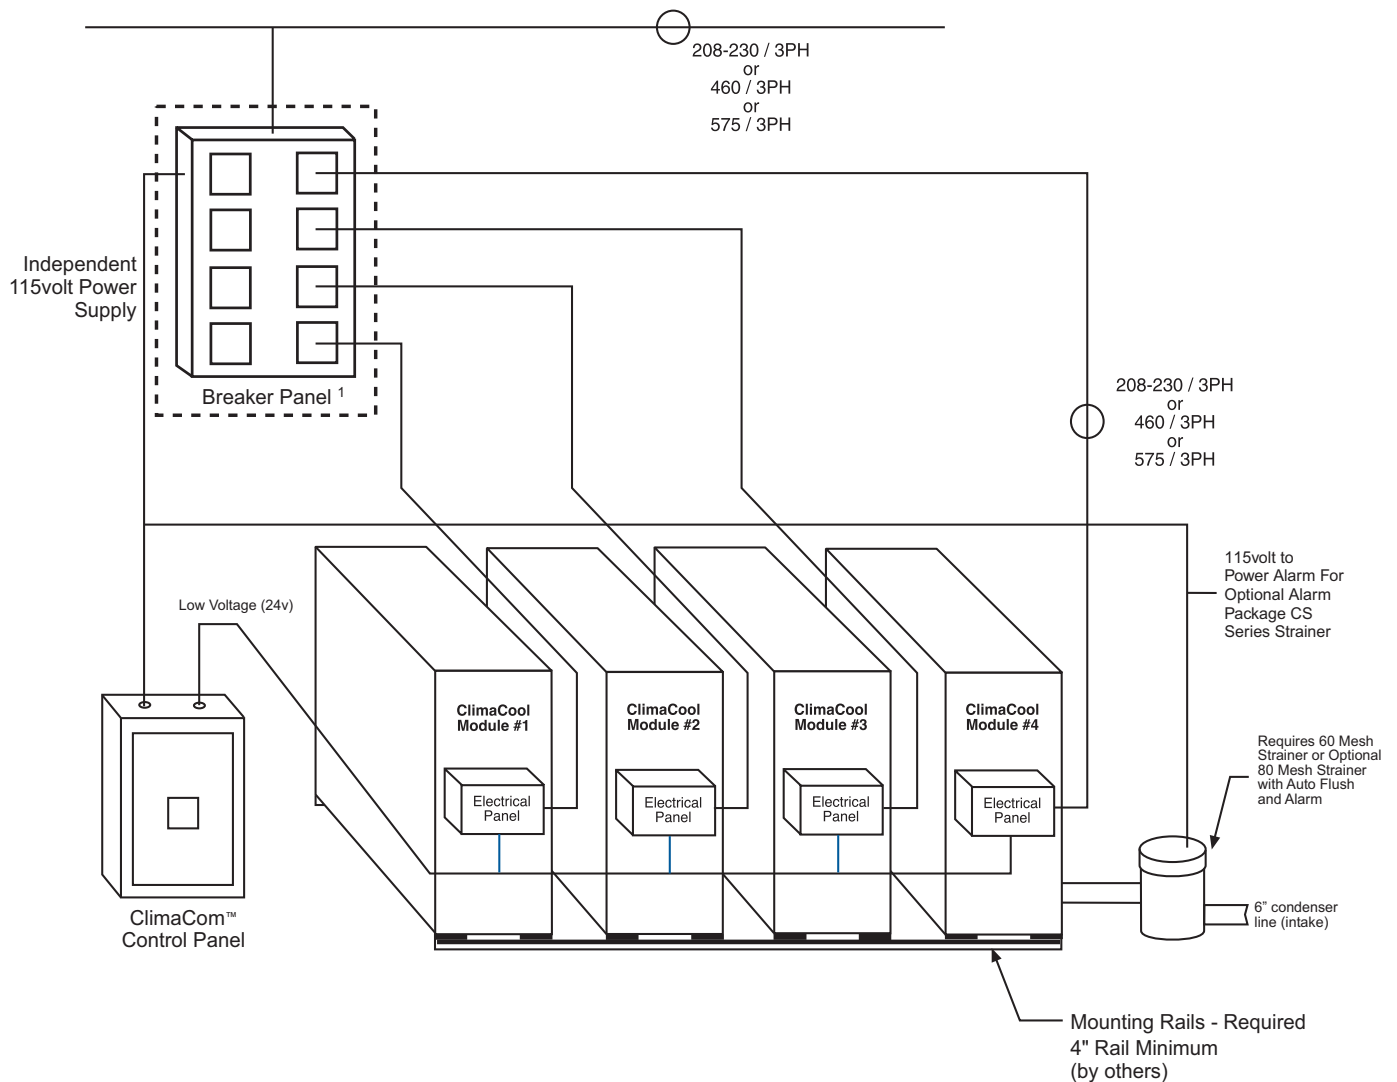 208-230 / 3PH
or
460 / 3PH
or
575 / 3PH
Independent
115volt Power
Supply
Breaker Panel 1
208-230 / 3PH
or
460 / 3PH
or
575 / 3PH
115volt to
Power Alarm For
Optional Alarm
Package CS
Series Strainer
Low Voltage (24v)
ClimaCool
Module #1
ClimaCool
Module #2
ClimaCool
Module #3
ClimaCool
Module #4
Electrical
Panel
Electrical
Panel
Electrical
Panel
Electrical
Panel
Requires 60 Mesh
Strainer or Optional
80 Mesh Strainer
with Auto Flush
and Alarm
6” condenser
line (intake)
ClimaCom™
Control Panel
Mounting Rails - Required
4" Rail Minimum
(by others)